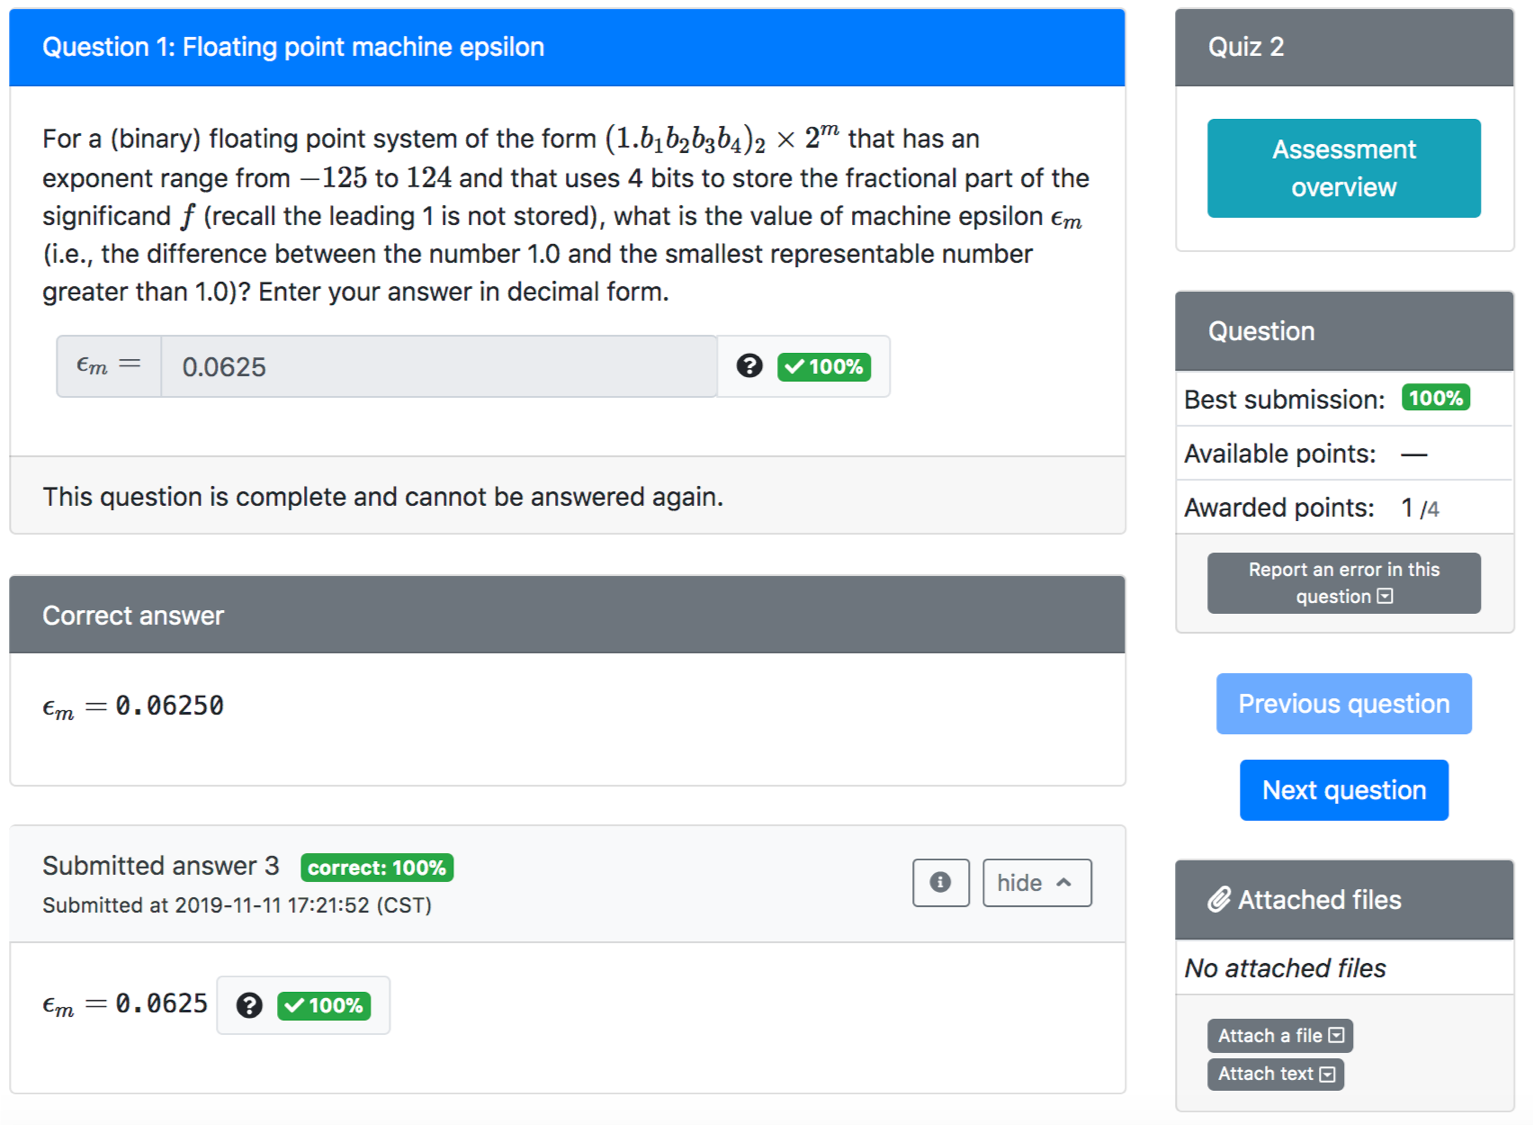 Question 1: Floating point machine epsilon
For a (binary) floating point system of the form (1.b₁b₂b₃b₄)₂ × 2ᵐ that has an
exponent range from −125 to 124 and that uses 4 bits to store the fractional part of the
significand f (recall the leading 1 is not stored), what is the value of machine epsilon ϵₘ
(i.e., the difference between the number 1.0 and the smallest representable number
greater than 1.0)? Enter your answer in decimal form.
ϵₘ = 0.0625 ? ✓ 100%
This question is complete and cannot be answered again.
Correct answer
ϵₘ = 0.06250
Submitted answer 3 correct: 100%
Submitted at 2019-11-11 17:21:52 (CST)
i hide
ϵₘ = 0.0625 ? ✓ 100%
Quiz 2
Assessment
overview
Question
Best submission: 100%
Available points: —
Awarded points: 1 /4
Report an error in this
question
Previous question
Next question
Attached files
No attached files
Attach a file
Attach text